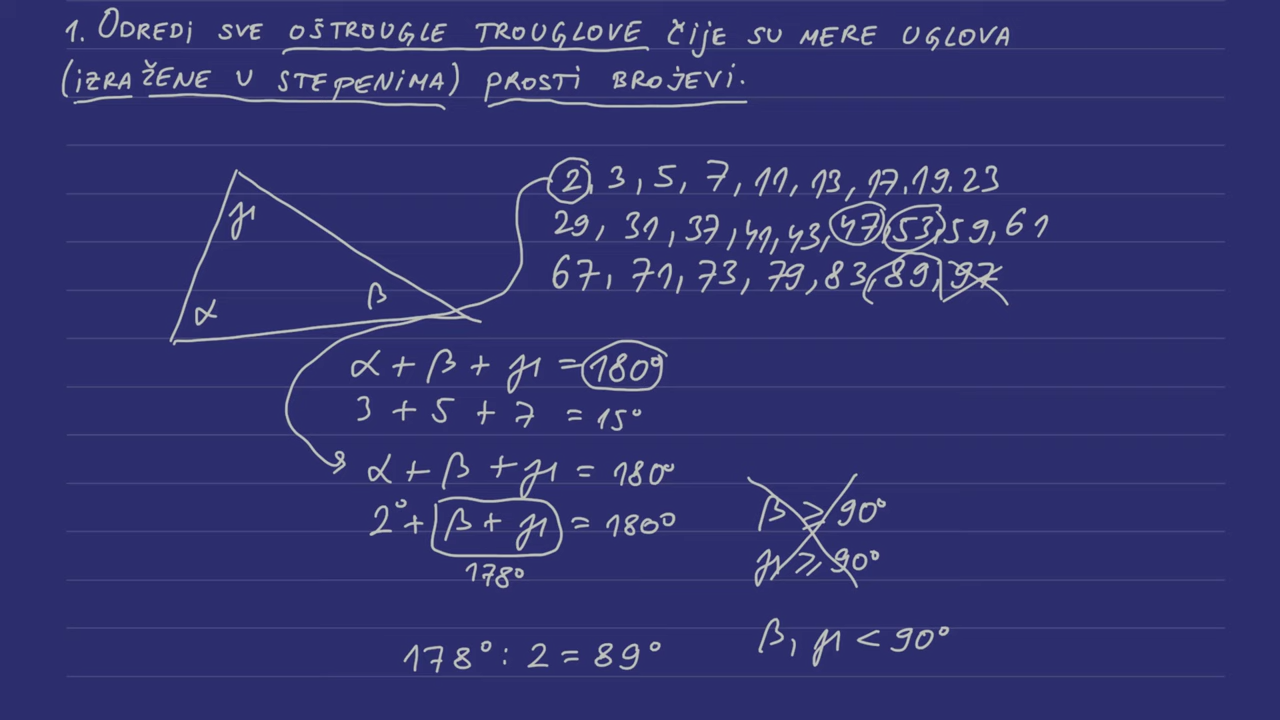 1. ODREDI SVE OŠTROUGLE TROUGLOVE ČIJE SU MERE UGLOVA
(IZRAŽENE U STEPENIMA) PROSTI BROJEVI.
2, 3, 5, 7, 11, 13, 17, 19. 23
29, 31, 37, 41, 43, 47, 53, 59, 61
67, 71, 73, 79, 83, 89, 97
γ
α
β
α + β + γ = 180°
3 + 5 + 7 = 15°
α + β + γ = 180°
2° + β + γ = 180°
178°
178° : 2 = 89°
β ≥ 90°
γ ≥ 90°
β, γ < 90°